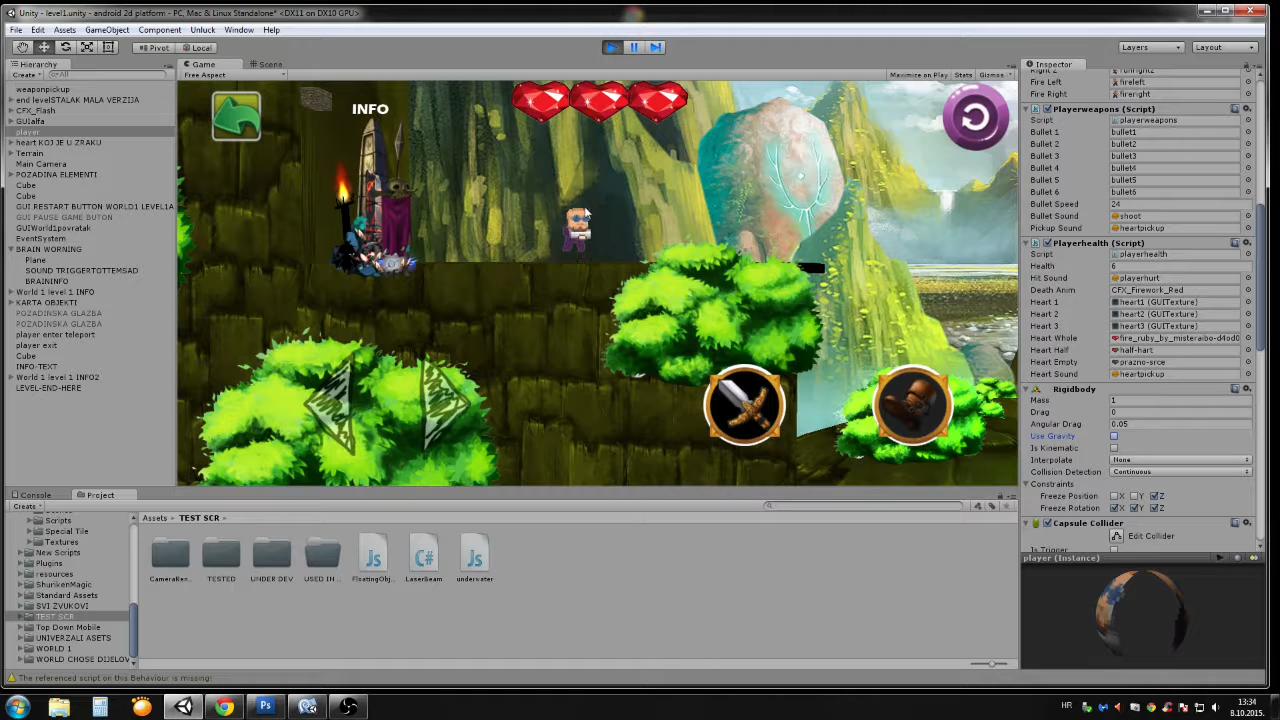 Unity - level1.unity - android 2d platform - PC, Mac & Linux Standalone* <DX11 on DX10 GPU>
File Edit Assets GameObject Component Unluck Window Help
Pivot Local
Layers Layout
Hierarchy
Create All
weaponpickup
end levelSTALAK MALA VERZIJA
CFX_Flash
GUIalfa
player
heart KOJ JE U ZRAKU
Terrain
Main Camera
POZADINA ELEMENTI
Cube
Cube
GUI RESTART BUTTON WORLD1 LEVEL1A
GUI PAUSE GAME BUTON
GUIWorld1povratak
EventSystem
BRAIN WORNING
Plane
SOUND TRIGGERTOTTEMSAD
BRAININFO
World 1 level 1 INFO
KARTA OBJEKTI
POZADINSKA GLAZBA
POZADINSKA GLAZBA
player enter teleport
player exit
Cube
INFO-TEXT
World 1 level 1 INFO2
LEVEL-END-HERE
Game Scene
Free Aspect Maximize on Play Stats Gizmos
INFO
Inspector
Fire Left fireleft
Fire Right fireright
Playerweapons (Script)
Script playerweapons
Bullet 1 bullet1
Bullet 2 bullet2
Bullet 3 bullet3
Bullet 4 bullet4
Bullet 5 bullet5
Bullet 6 bullet6
Bullet Speed 24
Bullet Sound shoot
Pickup Sound heartpickup
Playerhealth (Script)
Script playerhealth
Health 6
Hit Sound playerhurt
Death Anim CFX_Firework_Red
Heart 1 heart1 (GUITexture)
Heart 2 heart2 (GUITexture)
Heart 3 heart3 (GUITexture)
Heart Whole fire_ruby_by_misteraibo-d4od0
Heart Half half-hart
Heart Empty prazno-srce
Heart Sound heartpickup
Rigidbody
Mass 1
Drag 0
Angular Drag 0.05
Use Gravity
Is Kinematic
Interpolate None
Collision Detection Continuous
Constraints
Freeze Position X Y Z
Freeze Rotation X Y Z
Capsule Collider
Edit Collider
player (Instance)
Console Project
Create
Scripts
Special Tile
Textures
New Scripts
Plugins
resources
ShunkenMagic
Standard Assets
SVI ZVUKOVI
TEST SCR
Top Down Mobile
UNIVERZALI ASETS
WORLD 1
WORLD CHOSE DIJELOV
Assets TEST SCR
CameraRen... TESTED UNDER DEV USED IN ... FloatingObj... LaserBeam underwater
The referenced script on this Behaviour is missing!
HR 13:34
8.10.2015.